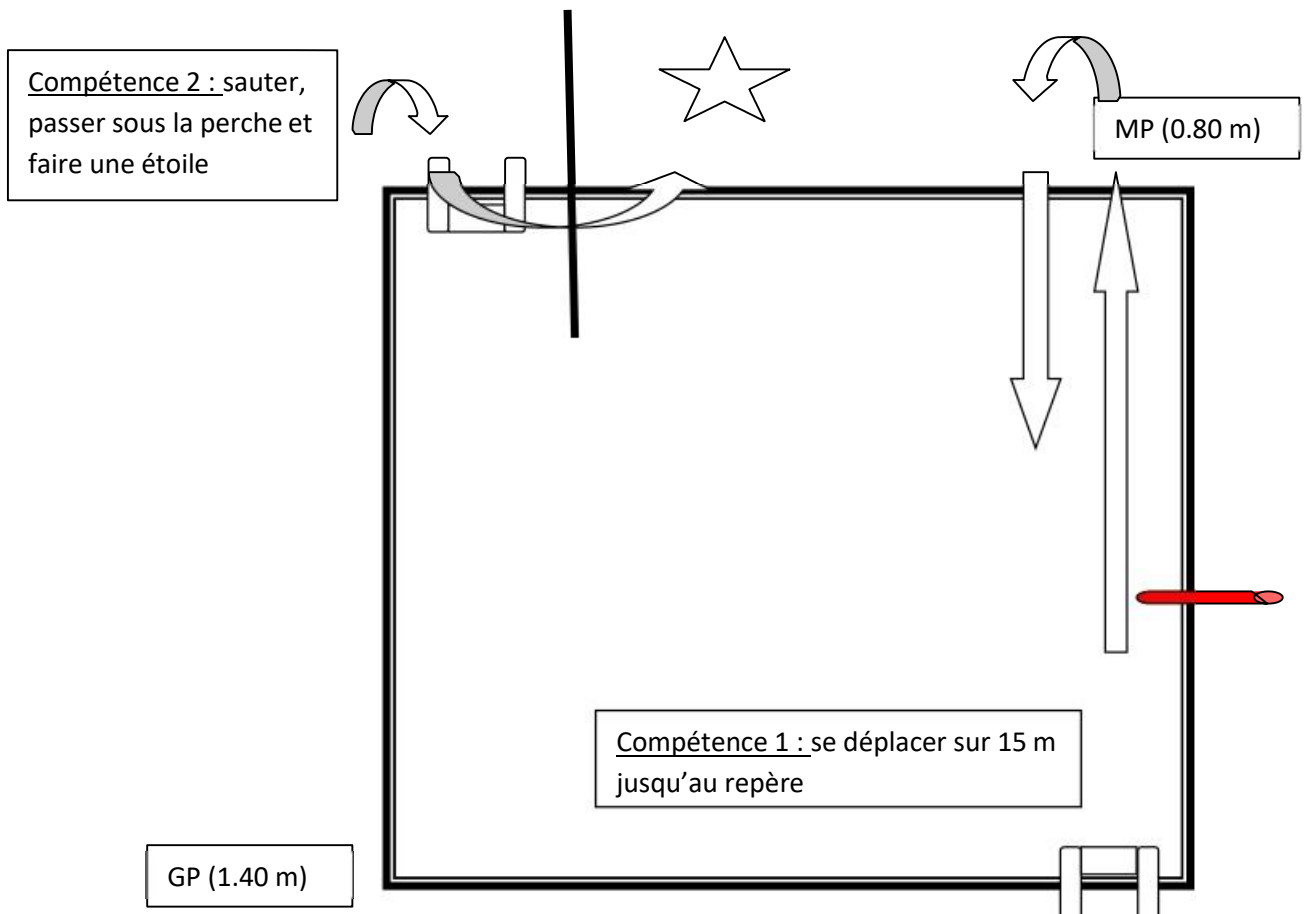 Compétence 2 : sauter,
passer sous la perche et
faire une étoile
MP (0.80 m)
Compétence 1 : se déplacer sur 15 m
jusqu’au repère
GP (1.40 m)